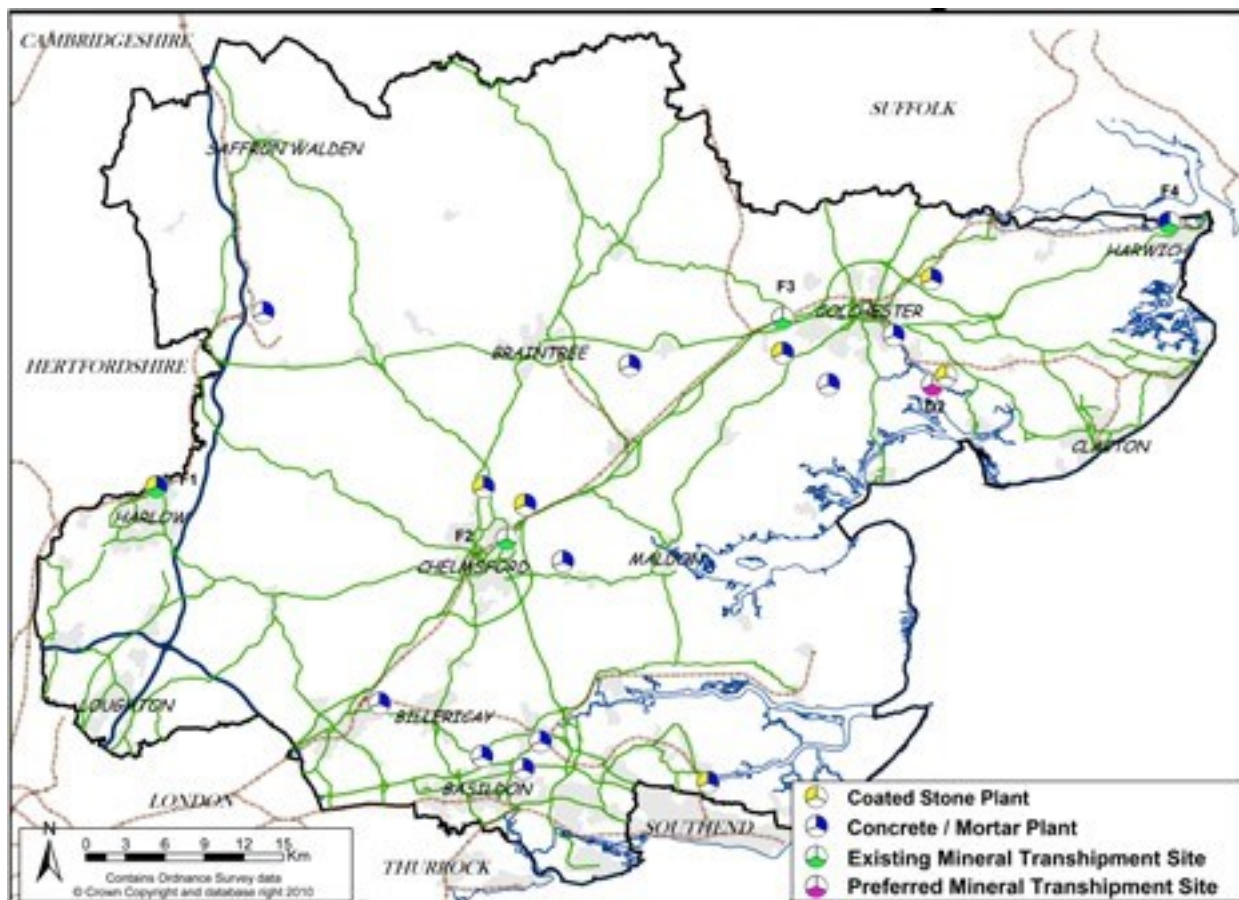 CAMBRIDGESHIRE
SUFFOLK
SAFFRON WALDEN
F4
HARWICH
F3
COLCHESTER
BRAINTREE
HERTFORDSHIRE
D2
CLACTON
F1
HARLOW
F2
CHELMSFORD
MALDON
LOUGHTON
BILLERICAY
BASILDON
LONDON
SOUTHEND
THURROCK
N
0 3 6 9 12 15
Km
Contains Ordnance Survey data
© Crown Copyright and database right 2010
Coated Stone Plant
Concrete / Mortar Plant
Existing Mineral Transhipment Site
Preferred Mineral Transhipment Site